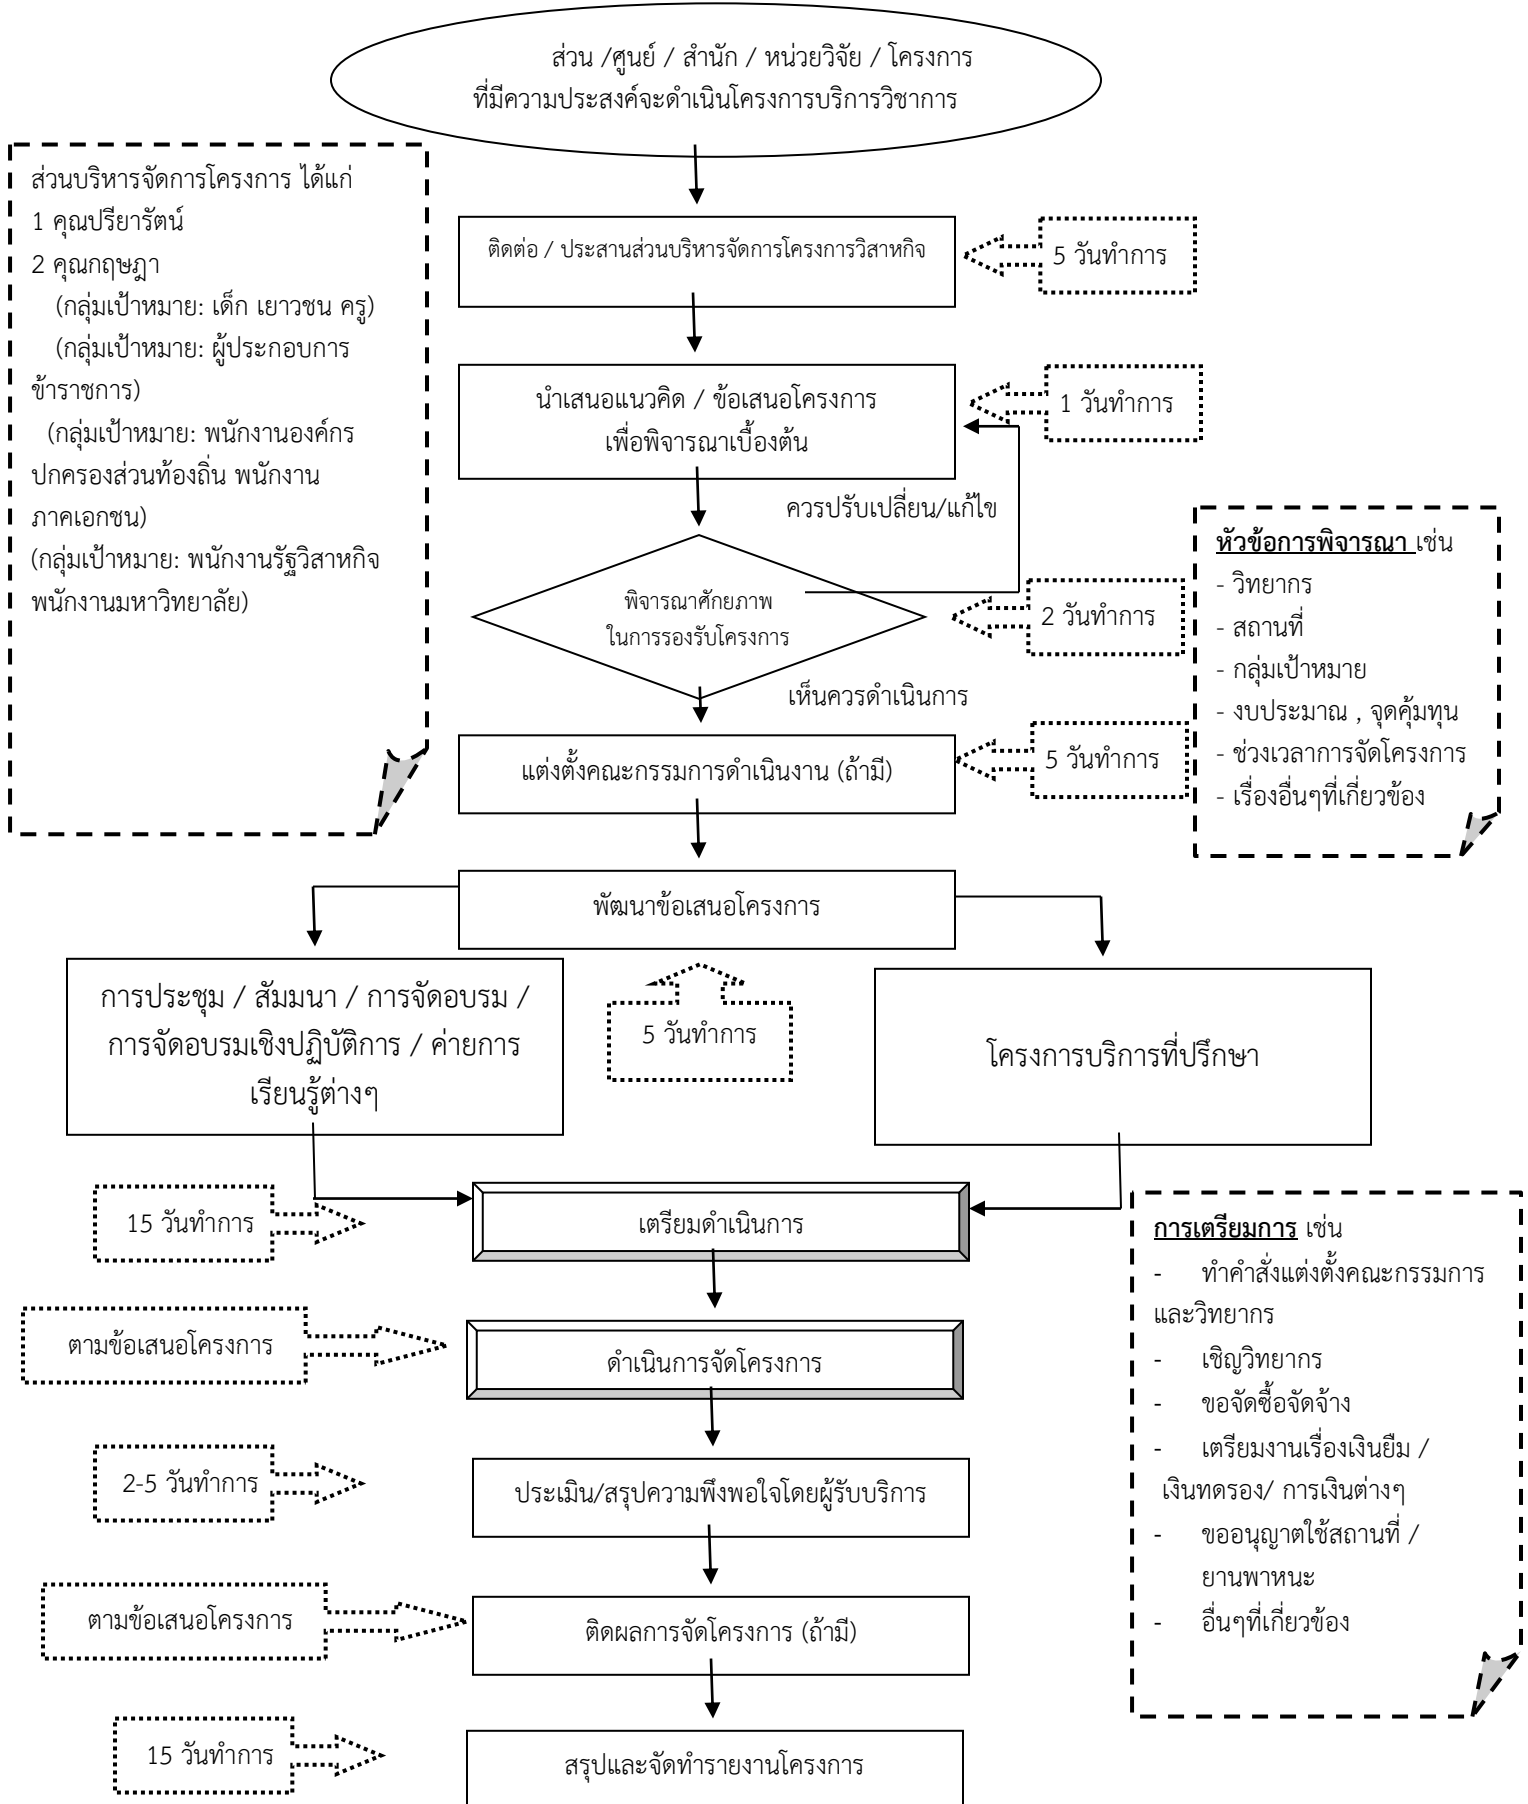 ส่วน /ศูนย์ / สำนัก / หน่วยวิจัย / โครงการ
ที่มีความประสงค์จะดำเนินโครงการบริการวิชาการ
ส่วนบริหารจัดการโครงการ ได้แก่
1 คุณปรียารัตน์
2 คุณกฤษฎา
(กลุ่มเป้าหมาย: เด็ก เยาวชน ครู)
(กลุ่มเป้าหมาย: ผู้ประกอบการ
ข้าราชการ)
(กลุ่มเป้าหมาย: พนักงานองค์กร
ปกครองส่วนท้องถิ่น พนักงาน
ภาคเอกชน)
(กลุ่มเป้าหมาย: พนักงานรัฐวิสาหกิจ
พนักงานมหาวิทยาลัย)
ติดต่อ / ประสานส่วนบริหารจัดการโครงการวิสาหกิจ
5 วันทำการ
นำเสนอแนวคิด / ข้อเสนอโครงการ
เพื่อพิจารณาเบื้องต้น
1 วันทำการ
ควรปรับเปลี่ยน/แก้ไข
พิจารณาศักยภาพ
ในการรองรับโครงการ
2 วันทำการ
หัวข้อการพิจารณา เช่น
- วิทยากร
- สถานที่
- กลุ่มเป้าหมาย
- งบประมาณ , จุดคุ้มทุน
- ช่วงเวลาการจัดโครงการ
- เรื่องอื่นๆที่เกี่ยวข้อง
เห็นควรดำเนินการ
แต่งตั้งคณะกรรมการดำเนินงาน (ถ้ามี)
5 วันทำการ
พัฒนาข้อเสนอโครงการ
5 วันทำการ
การประชุม / สัมมนา / การจัดอบรม /
การจัดอบรมเชิงปฏิบัติการ / ค่ายการ
เรียนรู้ต่างๆ
โครงการบริการที่ปรึกษา
15 วันทำการ
เตรียมดำเนินการ
การเตรียมการ เช่น
- ทำคำสั่งแต่งตั้งคณะกรรมการ
และวิทยากร
- เชิญวิทยากร
- ขอจัดซื้อจัดจ้าง
- เตรียมงานเรื่องเงินยืม /
เงินทดรอง/ การเงินต่างๆ
- ขออนุญาตใช้สถานที่ /
ยานพาหนะ
- อื่นๆที่เกี่ยวข้อง
ตามข้อเสนอโครงการ
ดำเนินการจัดโครงการ
2-5 วันทำการ
ประเมิน/สรุปความพึงพอใจโดยผู้รับบริการ
ตามข้อเสนอโครงการ
ติดผลการจัดโครงการ (ถ้ามี)
15 วันทำการ
สรุปและจัดทำรายงานโครงการ